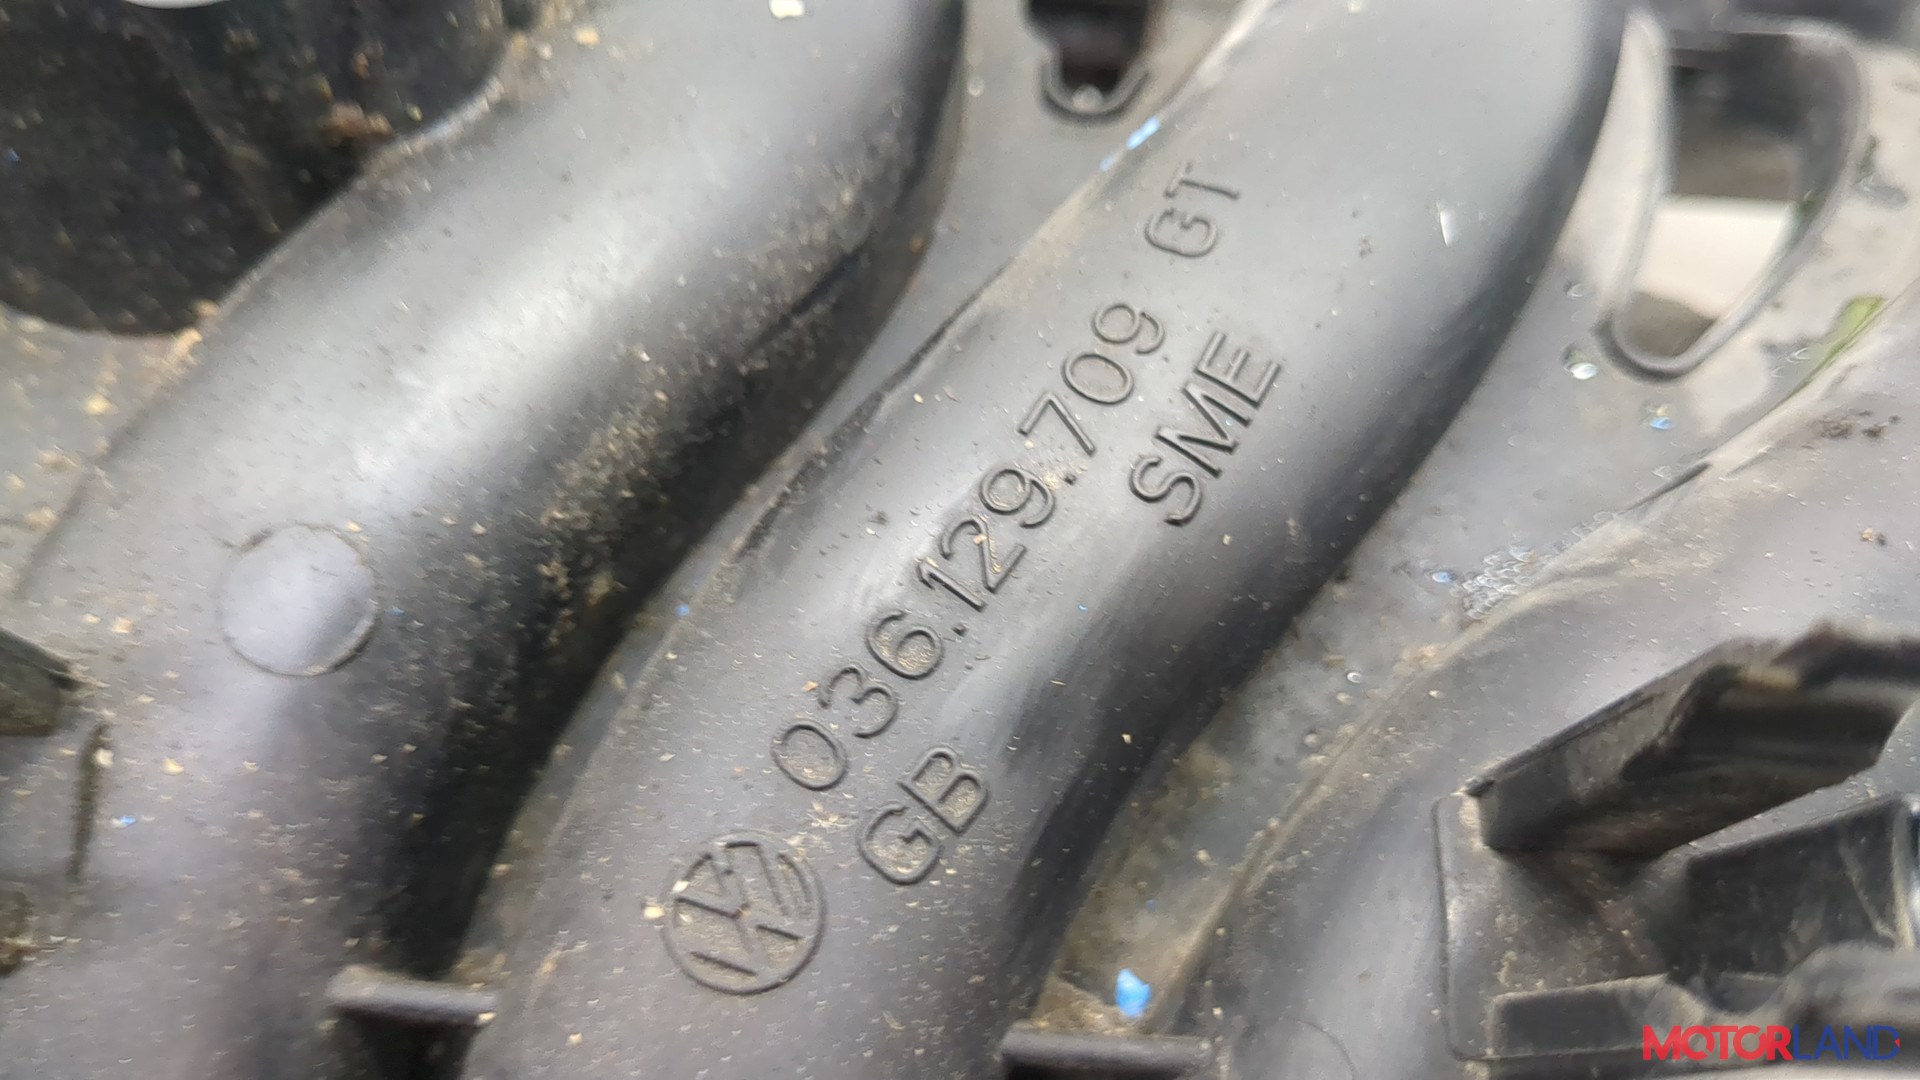 036.129.709 GT
GB
SME
MOTORLAND